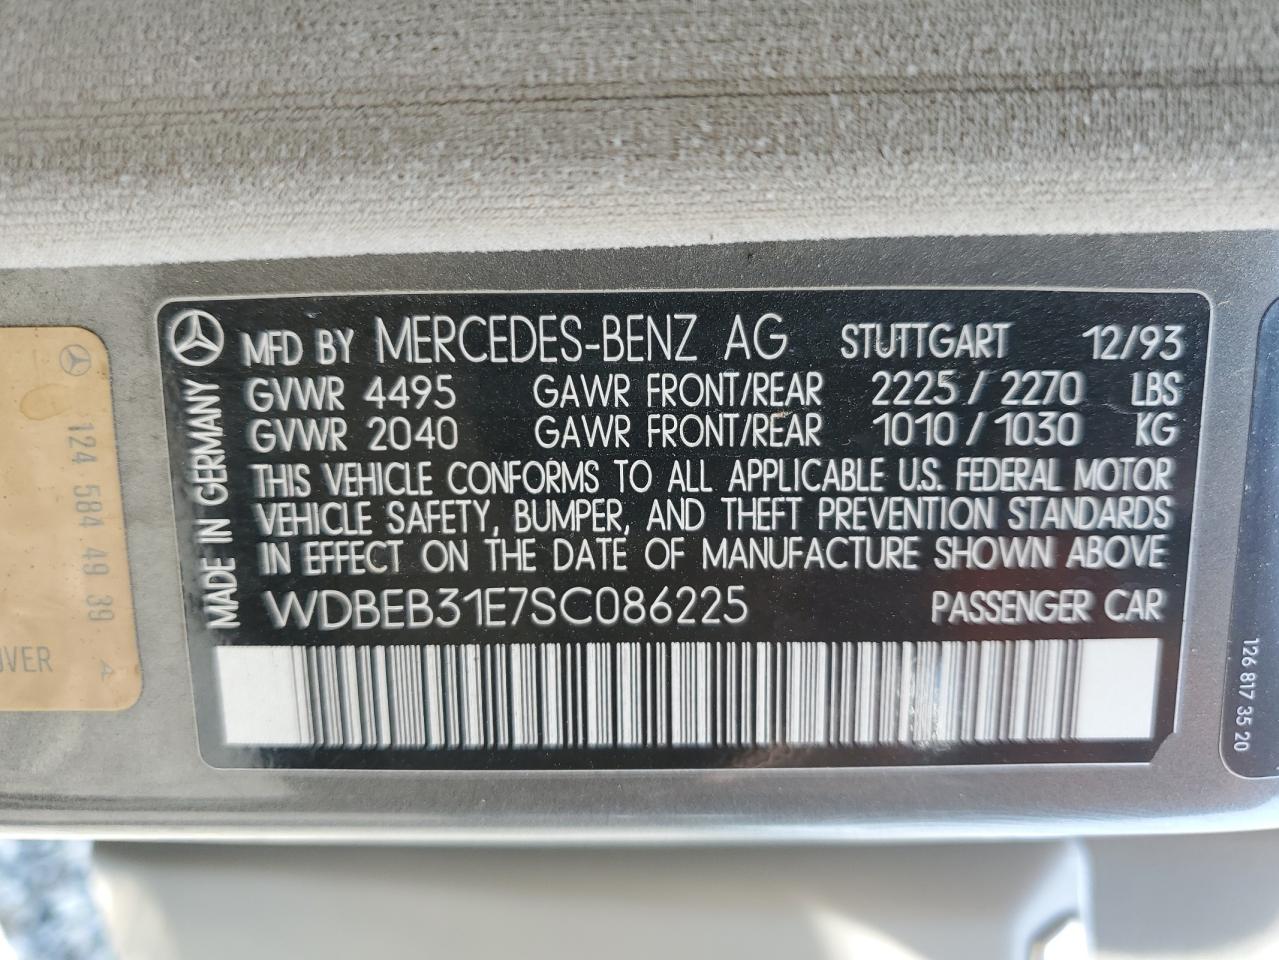 MFD BY MERCEDES-BENZ AG STUTTGART 12/93
GVWR 4495 GAWR FRONT/REAR 2225 / 2270 LBS
GVWR 2040 GAWR FRONT/REAR 1010 / 1030 KG
THIS VEHICLE CONFORMS TO ALL APPLICABLE U.S. FEDERAL MOTOR
VEHICLE SAFETY, BUMPER, AND THEFT PREVENTION STANDARDS
IN EFFECT ON THE DATE OF MANUFACTURE SHOWN ABOVE
WDBEB31E7SC086225 PASSENGER CAR
MADE IN GERMANY
124 584 49 39 A
126 817 35 20